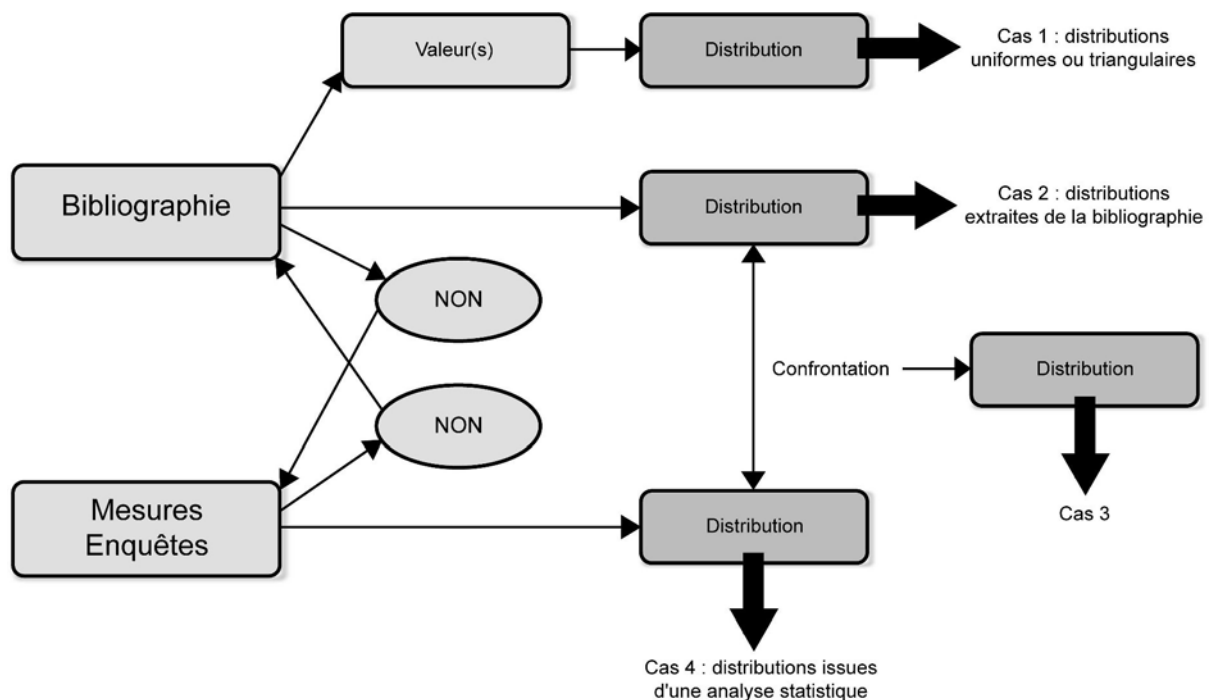 Valeur(s)
Distribution
Cas 1 : distributions
uniformes ou triangulaires
Bibliographie
Distribution
Cas 2 : distributions
extraites de la bibliographie
NON
Confrontation
Distribution
NON
Mesures
Enquêtes
Distribution
Cas 3
Cas 4 : distributions issues
d'une analyse statistique